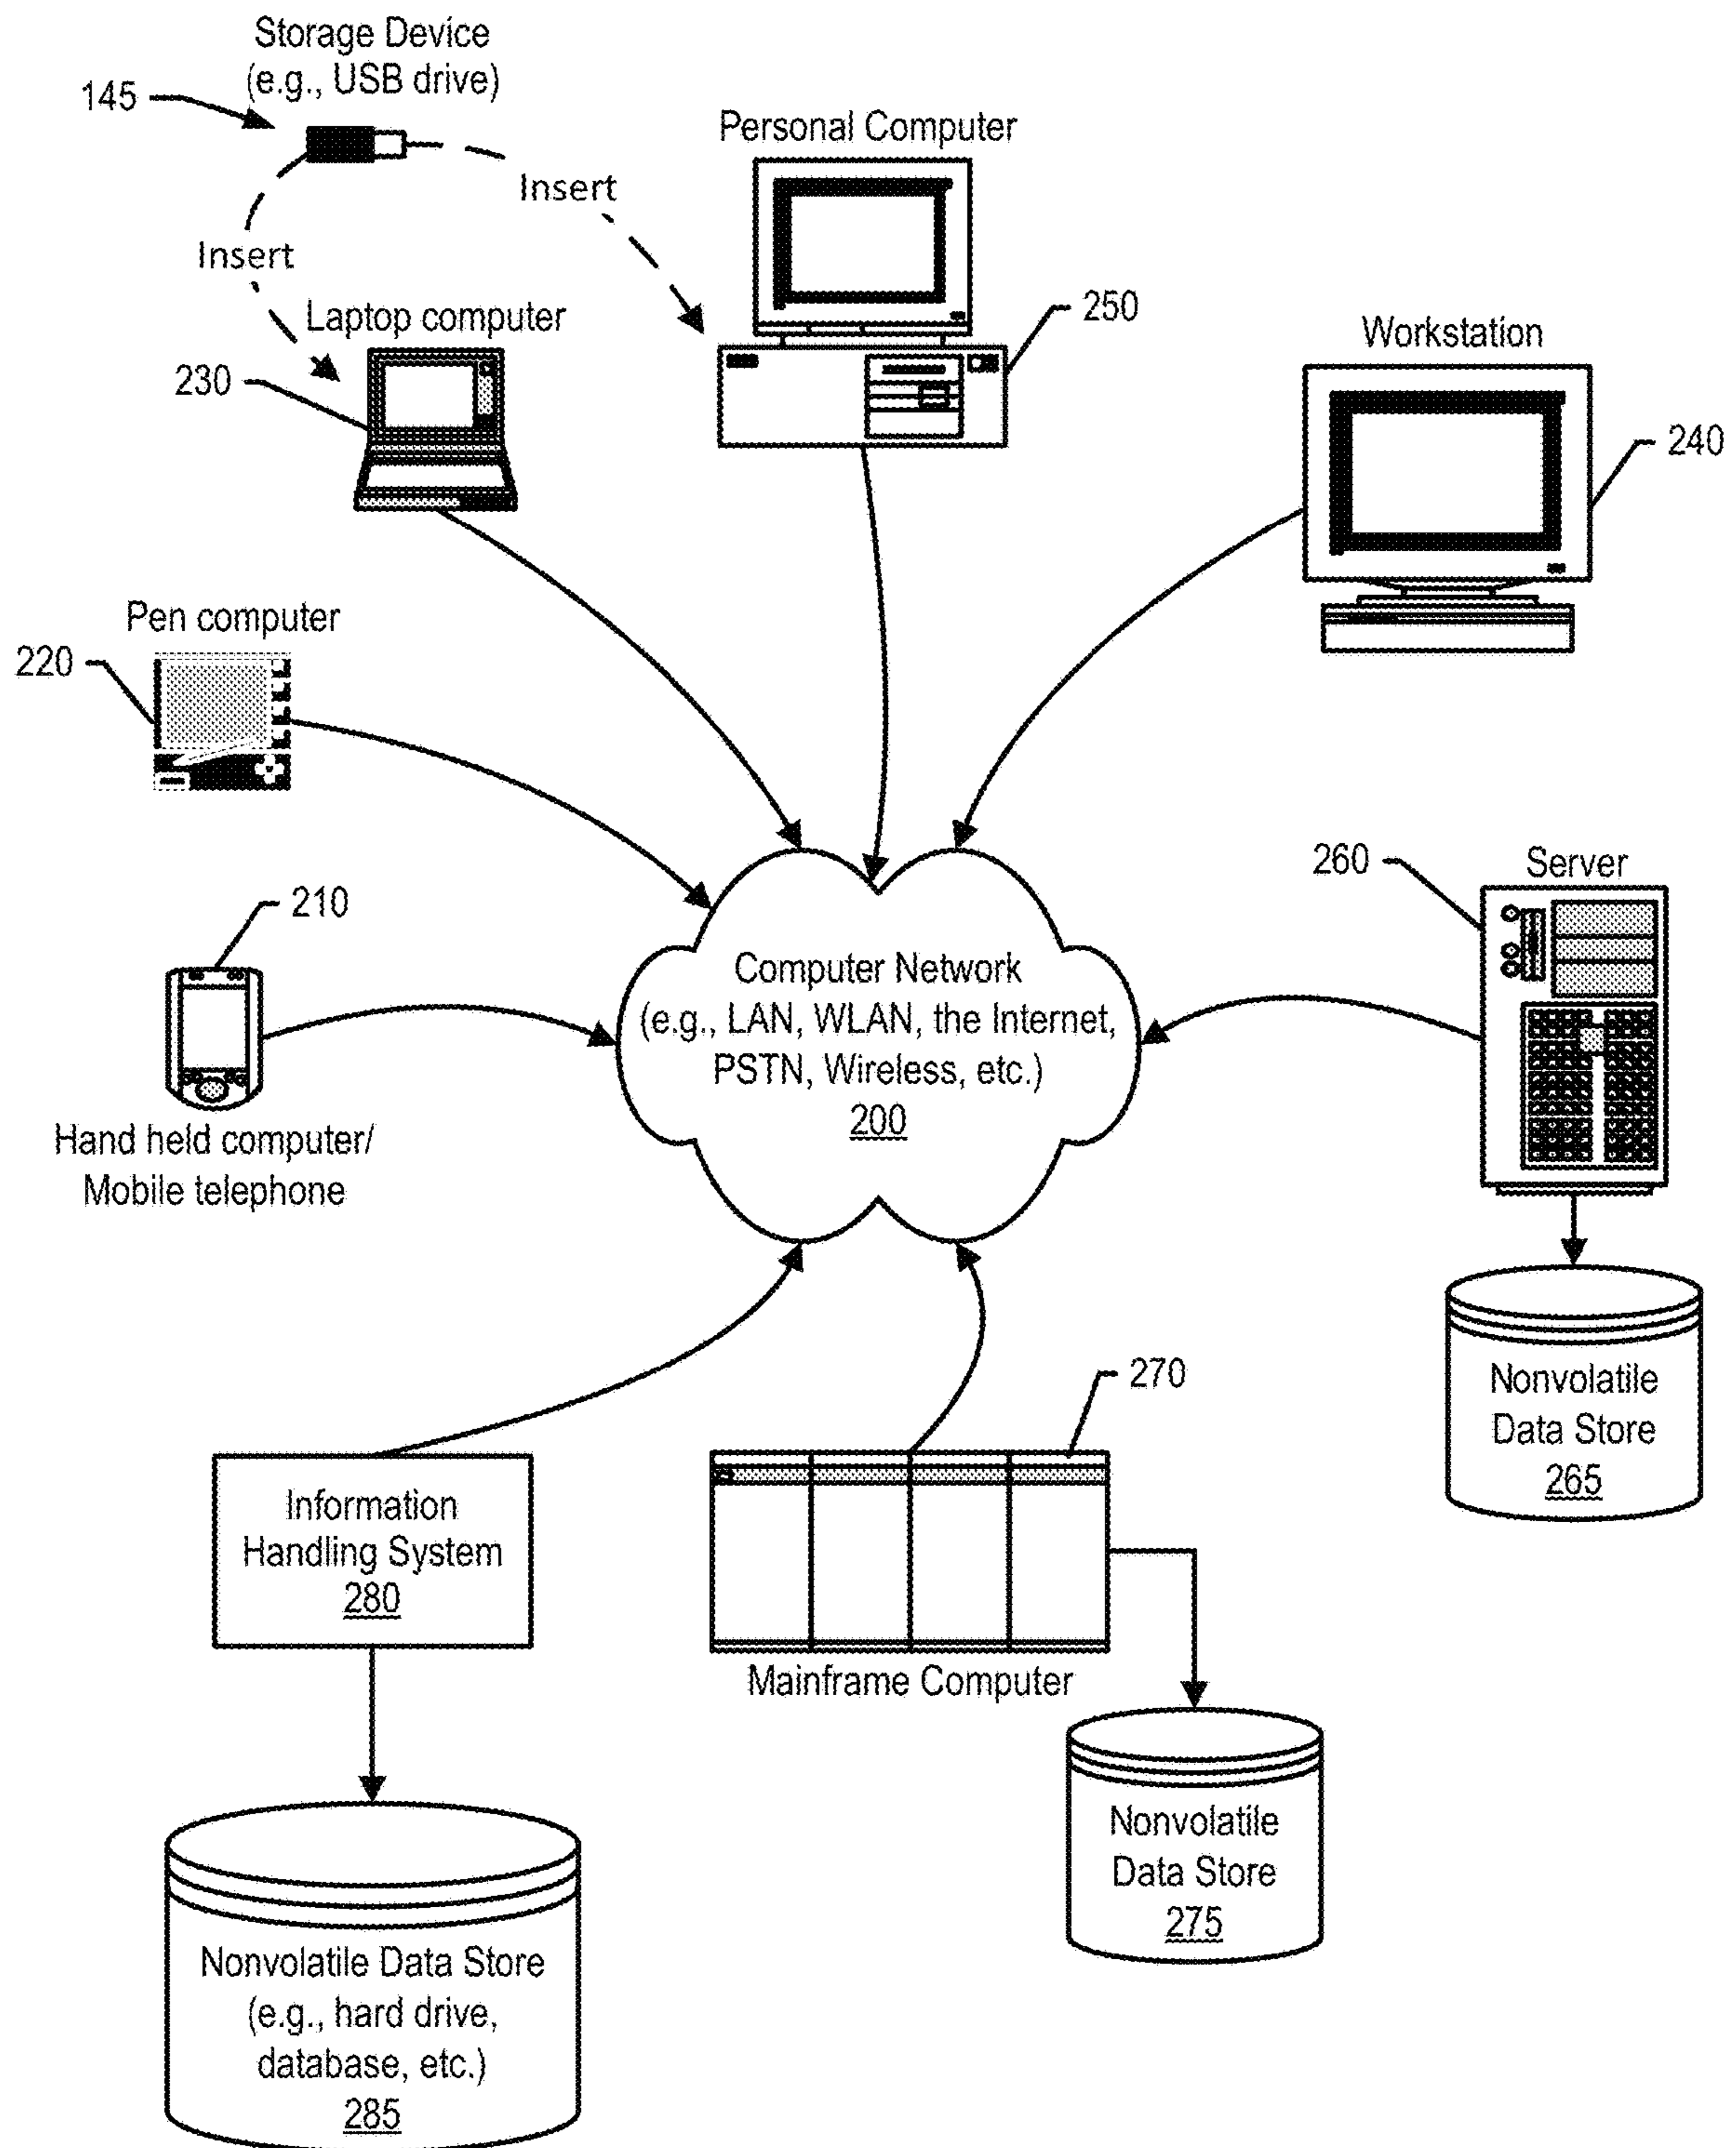 Storage Device
(e.g., USB drive)
145
Personal Computer
Insert
Insert
250
Laptop computer
230
Workstation
240
Pen computer
220
210
Hand held computer/
Mobile telephone
Computer Network
(e.g., LAN, WLAN, the Internet,
PSTN, Wireless, etc.)
200
260
Server
Nonvolatile
Data Store
265
270
Mainframe Computer
Information
Handling System
280
Nonvolatile
Data Store
275
Nonvolatile Data Store
(e.g., hard drive,
database, etc.)
285